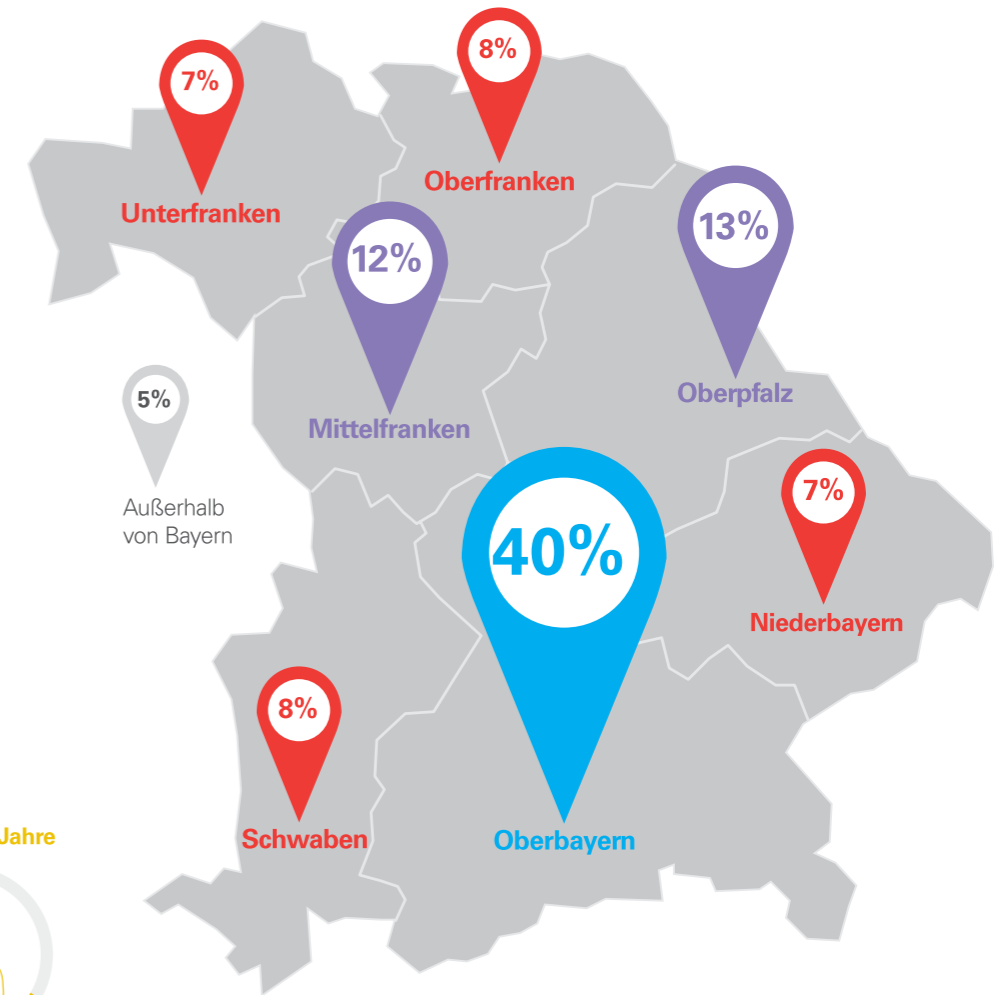 8%
Oberfranken
7%
Unterfranken
13%
Oberpfalz
12%
Mittelfranken
5%
Außerhalb
von Bayern
7%
Niederbayern
40%
Oberbayern
8%
Schwaben
Jahre